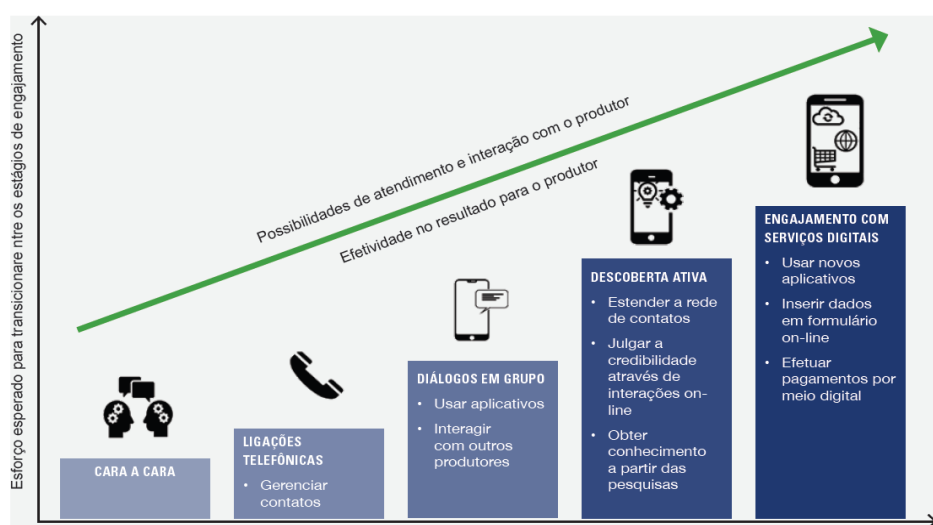 Esforço esperado para transicionare ntre os estágios de engajamento
Possibilidades de atendimento e interação com o produtor
Efetividade no resultado para o produtor
CARA A CARA
LIGAÇÕES
TELEFÔNICAS
• Gerenciar
contatos
DIÁLOGOS EM GRUPO
• Usar aplicativos
• Interagir
com outros
produtores
DESCOBERTA ATIVA
• Estender a rede
de contatos
• Julgar a
credibilidade
através de
interações on-
line
• Obter
conhecimento
a partir das
pesquisas
ENGAJAMENTO COM
SERVIÇOS DIGITAIS
• Usar novos
aplicativos
• Inserir dados
em formulário
on-line
• Efetuar
pagamentos por
meio digital